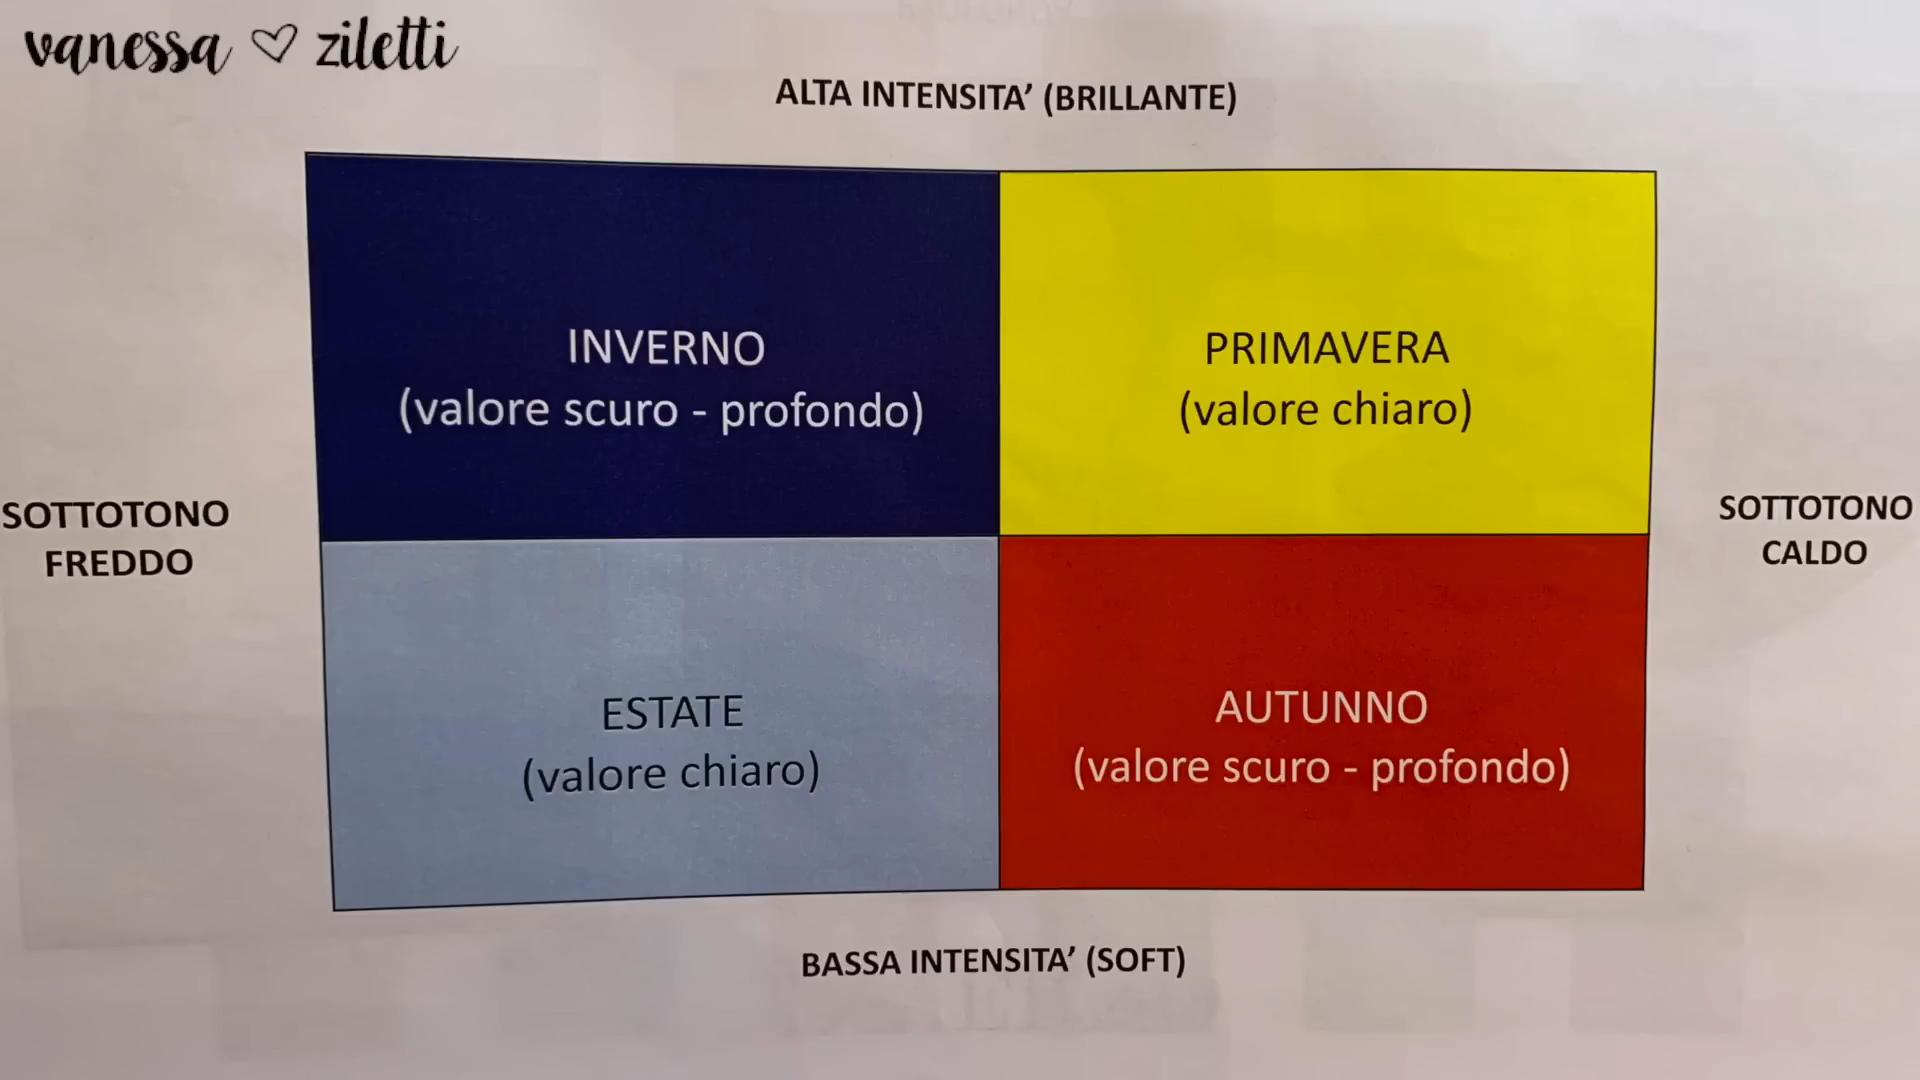 vanessa ♡ ziletti
ALTA INTENSITA’ (BRILLANTE)
INVERNO
(valore scuro - profondo)
PRIMAVERA
(valore chiaro)
SOTTOTONO
FREDDO
SOTTOTONO
CALDO
ESTATE
(valore chiaro)
AUTUNNO
(valore scuro - profondo)
BASSA INTENSITA’ (SOFT)